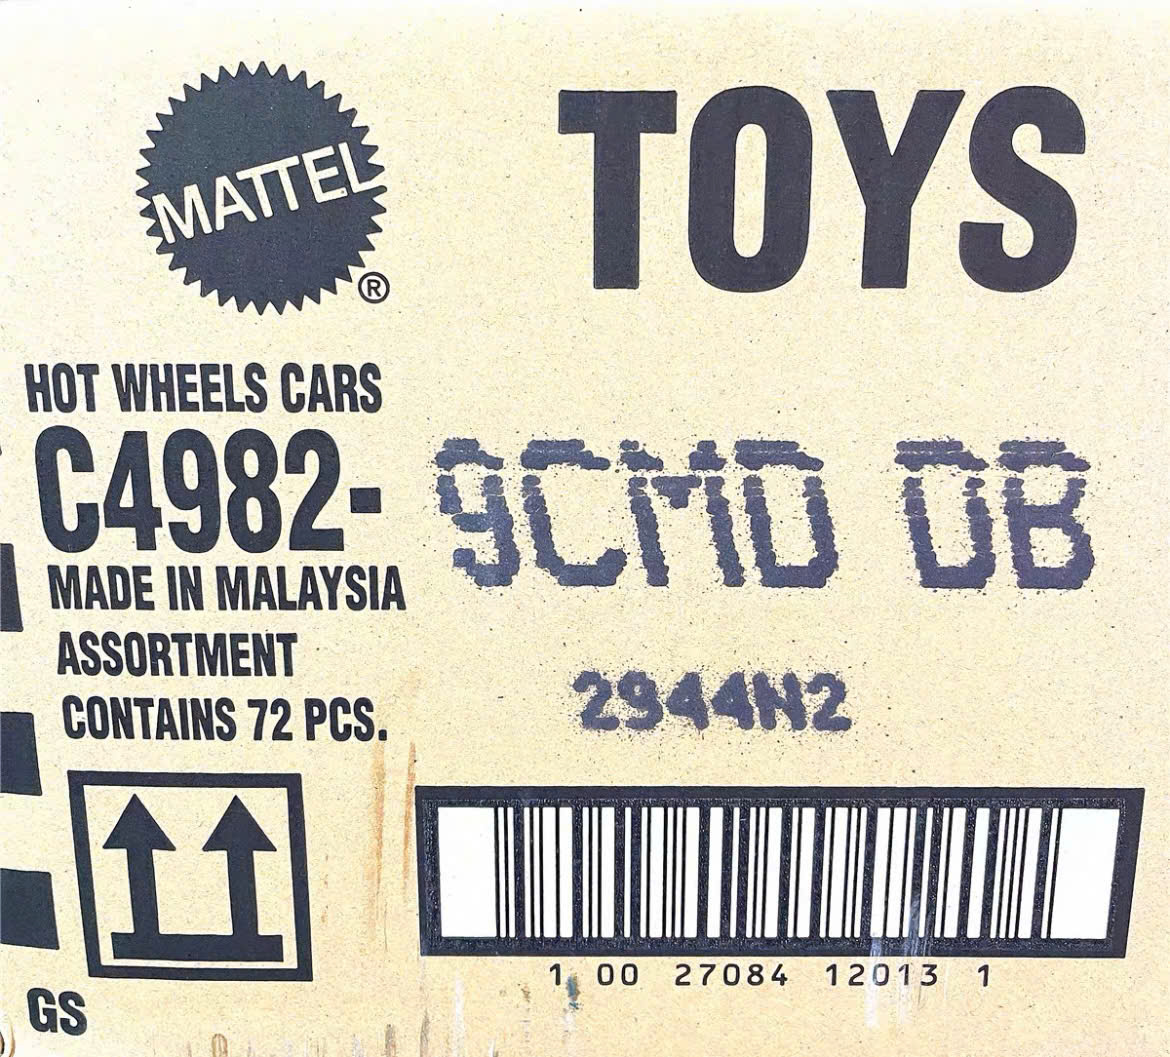 MATTEL
®
TOYS
HOT WHEELS CARS
C4982-
9CMD DB
MADE IN MALAYSIA
ASSORTMENT
2944N2
CONTAINS 72 PCS.
1 00 27084 12013 1
GS